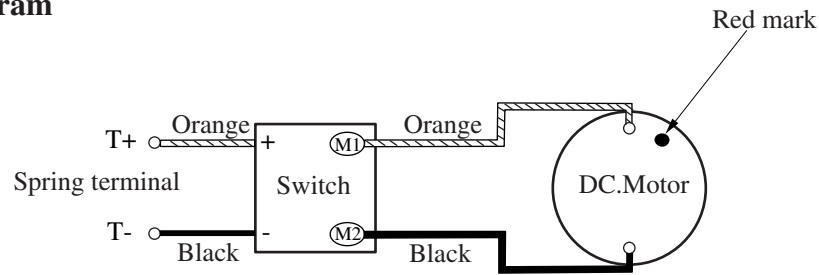 ram
Red mark
T+
Orange
+
M1
Orange
Spring terminal
Switch
DC.Motor
T-
Black
-
M2
Black